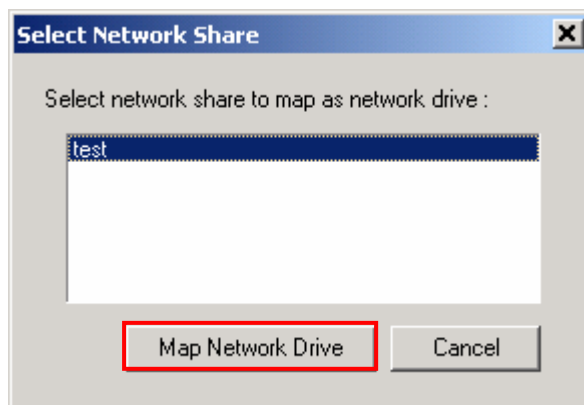 Select Network Share
Select network share to map as network drive :
test
Map Network Drive
Cancel